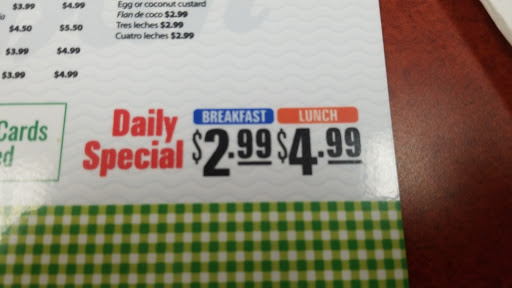 $3.99 $4.99
$4.50 $5.50
$3.99 $4.99
$3.99 $4.99
Egg or coconut custard
Flan de coco $2.99
Tres leches $2.99
Cuatro leches $2.99
Cards
ed
Daily
Special
BREAKFAST LUNCH
$2.99 $4.99